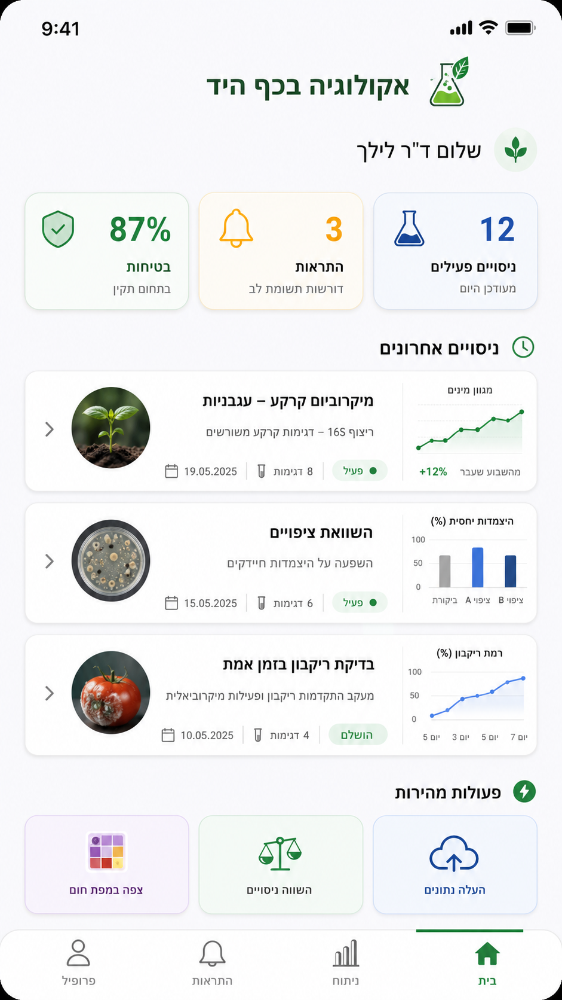 9:41
אקולוגיה בכף היד
שלום ד"ר לילך
12
ניסויים פעילים
מעודכן היום
3
התראות
דורשות תשומת לב
87%
בטיחות
בתחום תקין
ניסויים אחרונים
מגוון מינים
מהשבוע שעבר +12%
מיקרוביום קרקע – עגבניות
ריצוף 16S – דגימות קרקע משורשים
פעיל
8 דגימות
19.05.2025
היצמדות יחסית (%)
100
50
0
ביקורת
ציפוי A
ציפוי B
השוואת ציפויים
השפעה על היצמדות חיידקים
פעיל
6 דגימות
15.05.2025
רמת ריקבון (%)
100
50
0
יום 5
יום 3
יום 5
יום 7
בדיקת ריקבון בזמן אמת
מעקב התקדמות ריקבון ופעילות מיקרוביאלית
הושלם
4 דגימות
10.05.2025
פעולות מהירות
העלה נתונים
השווה ניסויים
צפה במפת חום
בית
ניתוח
התראות
פרופיל